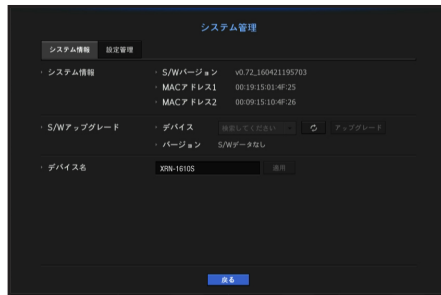 システム管理
システム情報 設定管理
・ システム情報 ・ S/Wバージョン v0.72_160421195703
・ MACアドレス1 00:19:15:01:4F:25
・ MACアドレス2 00:09:15:10:4F:26
・ S/Wアップグレード ・ デバイス 検索してください アップグレード
・ バージョン S/Wデータなし
・ デバイス名 XRN-1610S 適用
戻る